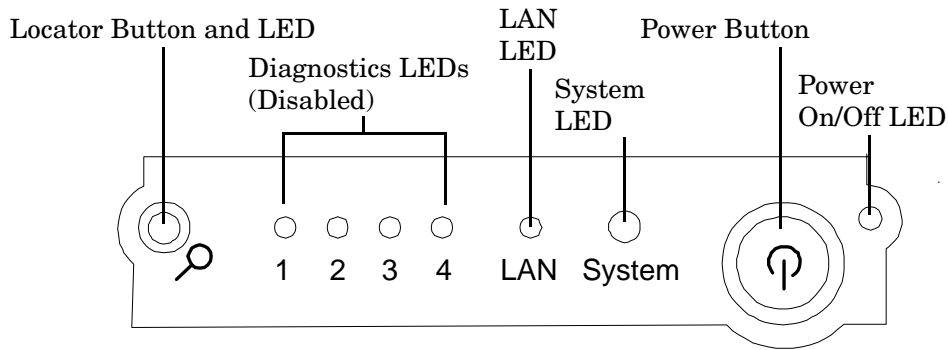 Locator Button and LED
LAN
LED
Power Button
Diagnostics LEDs
(Disabled)
System
LED
Power
On/Off LED
1 2 3 4 LAN System